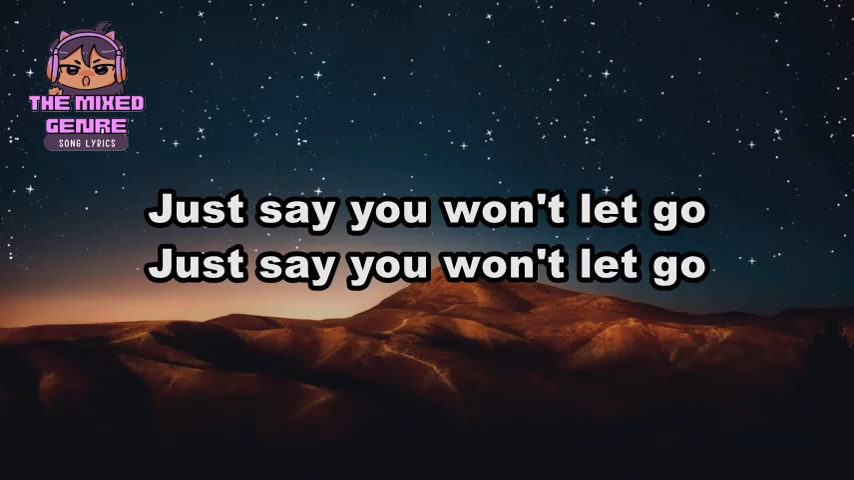 THE MIXED
GENRE
SONG LYRICS
Just say you won't let go
Just say you won't let go